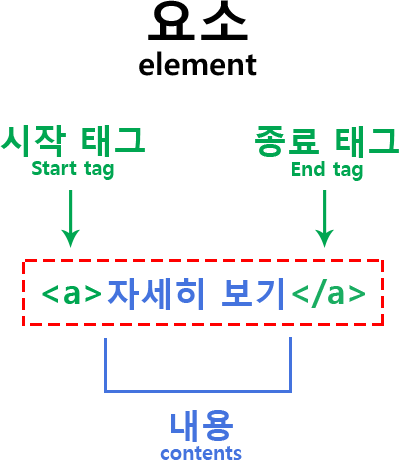 요소
element
시작 태그
Start tag
종료 태그
End tag
<a>자세히 보기</a>
내용
contents